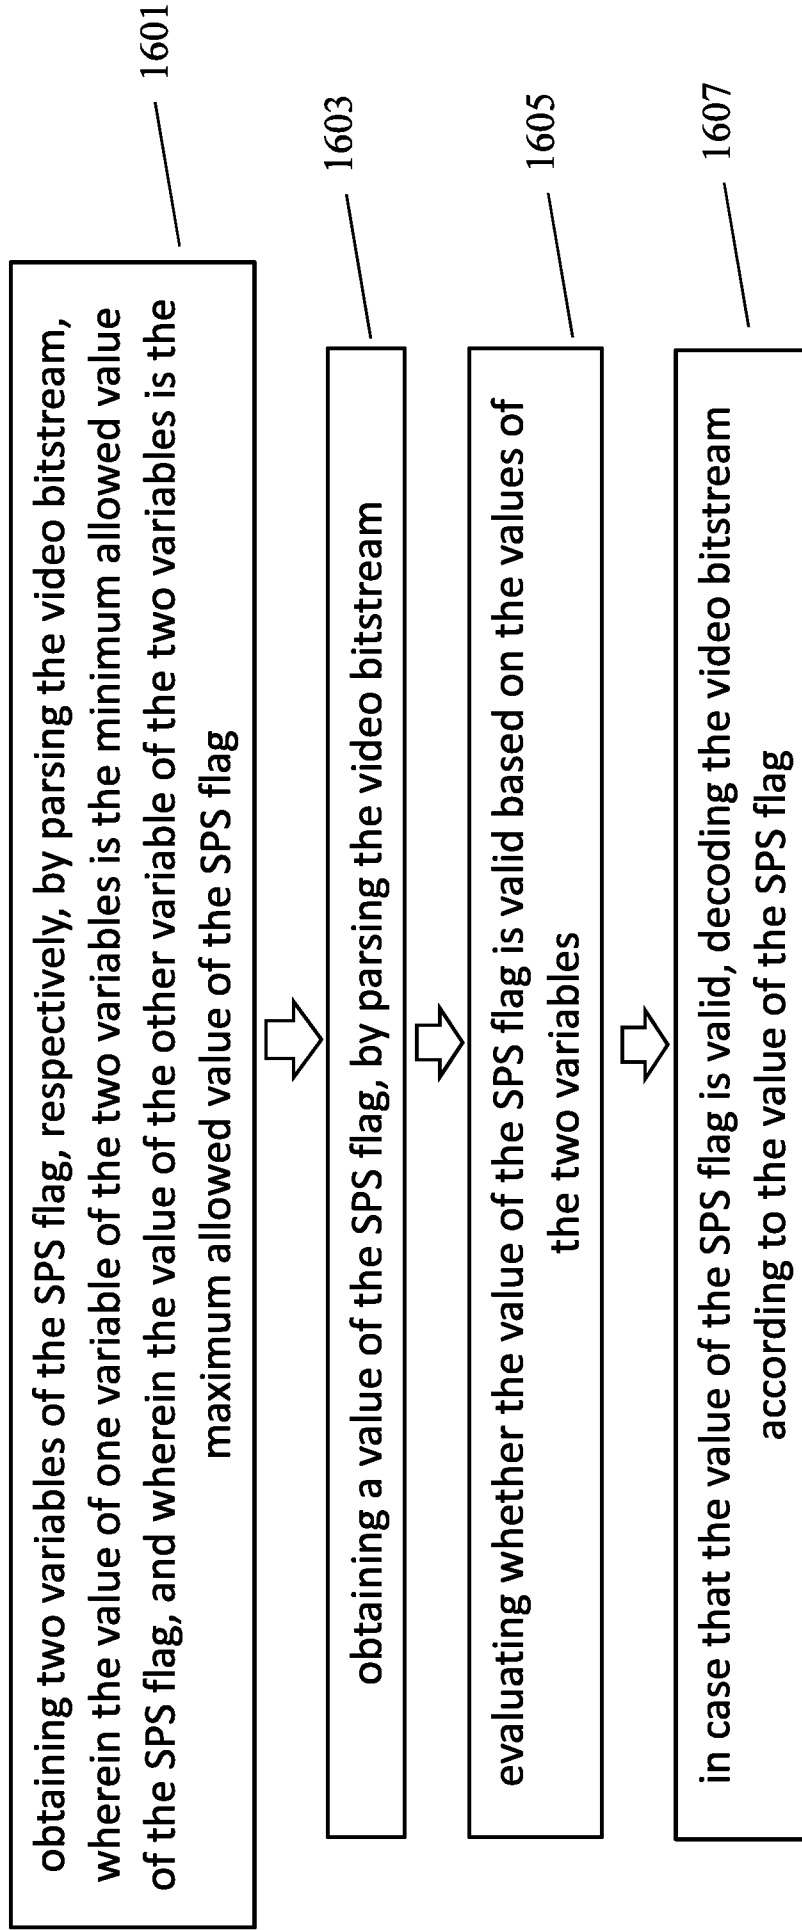 obtaining two variables of the SPS flag, respectively, by parsing the video bitstream,
wherein the value of one variable of the two variables is the minimum allowed value
of the SPS flag, and wherein the value of the other variable of the two variables is the
maximum allowed value of the SPS flag
1601
obtaining a value of the SPS flag, by parsing the video bitstream
1603
evaluating whether the value of the SPS flag is valid based on the values of
the two variables
1605
in case that the value of the SPS flag is valid, decoding the video bitstream
according to the value of the SPS flag
1607